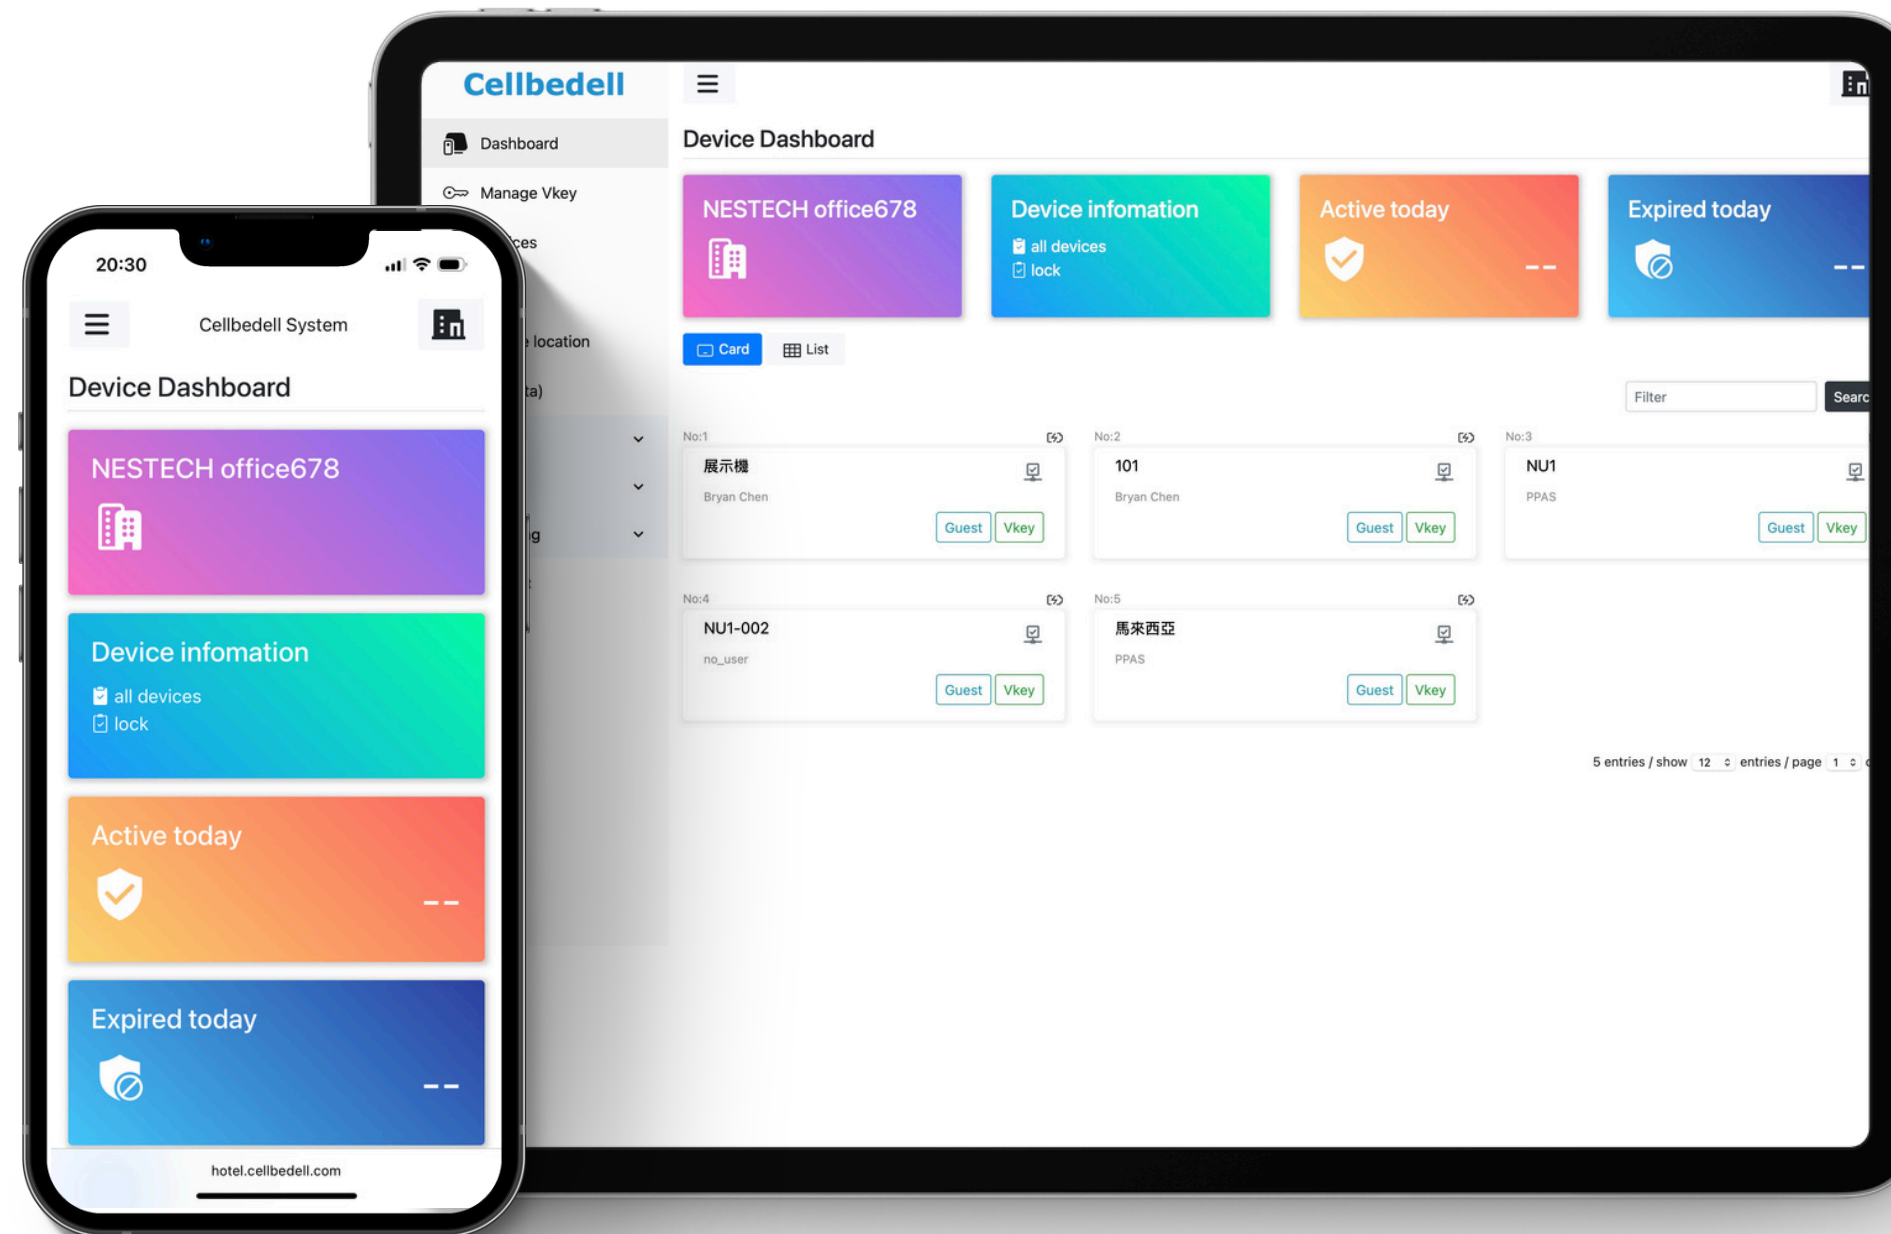 20:30
Cellbedell System
Device Dashboard
NESTECH office678
Device infomation
all devices
lock
Active today
--
Expired today
--
hotel.cellbedell.com
Cellbedell
Dashboard
Manage Vkey
location
Device Dashboard
NESTECH office678
Device infomation
all devices
lock
Active today
--
Expired today
--
Card
List
Filter
Searc
No:1
展示機
Bryan Chen
Guest
Vkey
No:2
101
Bryan Chen
Guest
Vkey
No:3
NU1
PPAS
Guest
Vkey
No:4
NU1-002
no_user
Guest
Vkey
No:5
馬來西亞
PPAS
Guest
Vkey
5 entries / show 12 entries / page 1